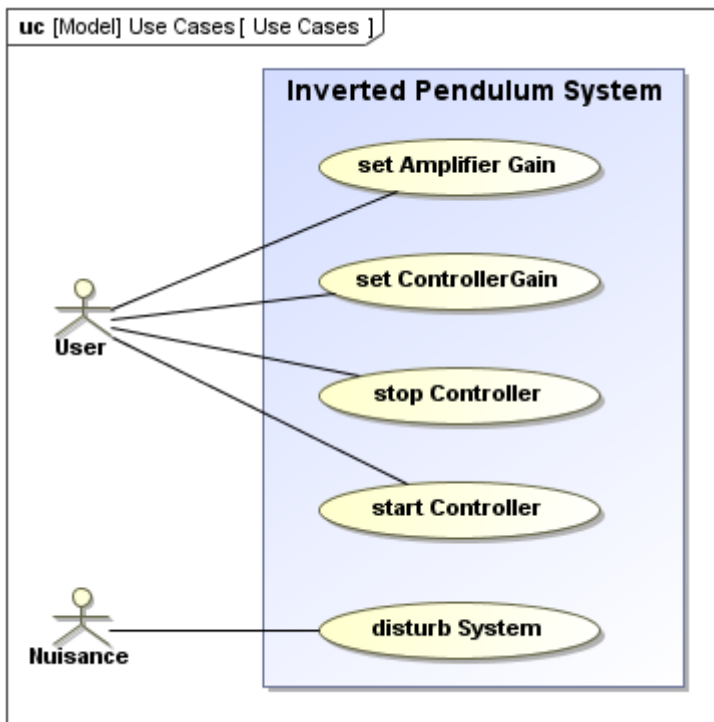 uc [Model] Use Cases [ Use Cases ]
Inverted Pendulum System
set Amplifier Gain
set ControllerGain
User
stop Controller
start Controller
disturb System
Nuisance